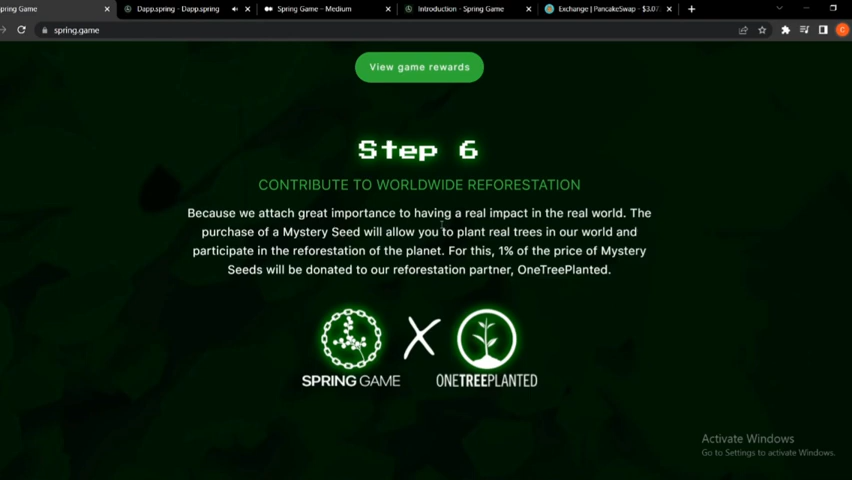 pring Game
Dapp.spring - Dapp.spring
Spring Game – Medium
Introduction - Spring Game
Exchange | PancakeSwap - $3.07
spring.game
C
View game rewards
Step 6
CONTRIBUTE TO WORLDWIDE REFORESTATION
Because we attach great importance to having a real impact in the real world. The
purchase of a Mystery Seed will allow you to plant real trees in our world and
participate in the reforestation of the planet. For this, 1% of the price of Mystery
Seeds will be donated to our reforestation partner, OneTreePlanted.
SPRING GAME X ONETREEPLANTED
Activate Windows
Go to Settings to activate Windows.